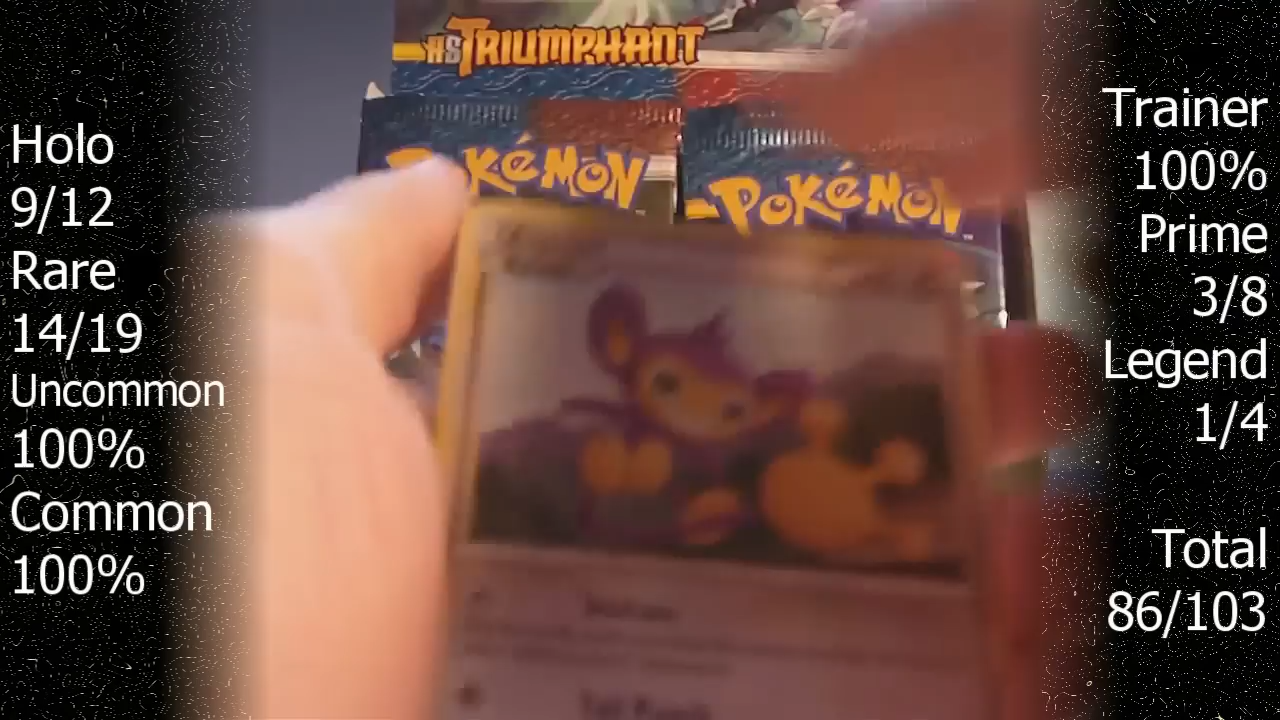 Holo
9/12
Rare
14/19
Uncommon
100%
Common
100%
HS TRIUMPHANT
POKéMON
POKéMON
Trainer
100%
Prime
3/8
Legend
1/4
Total
86/103